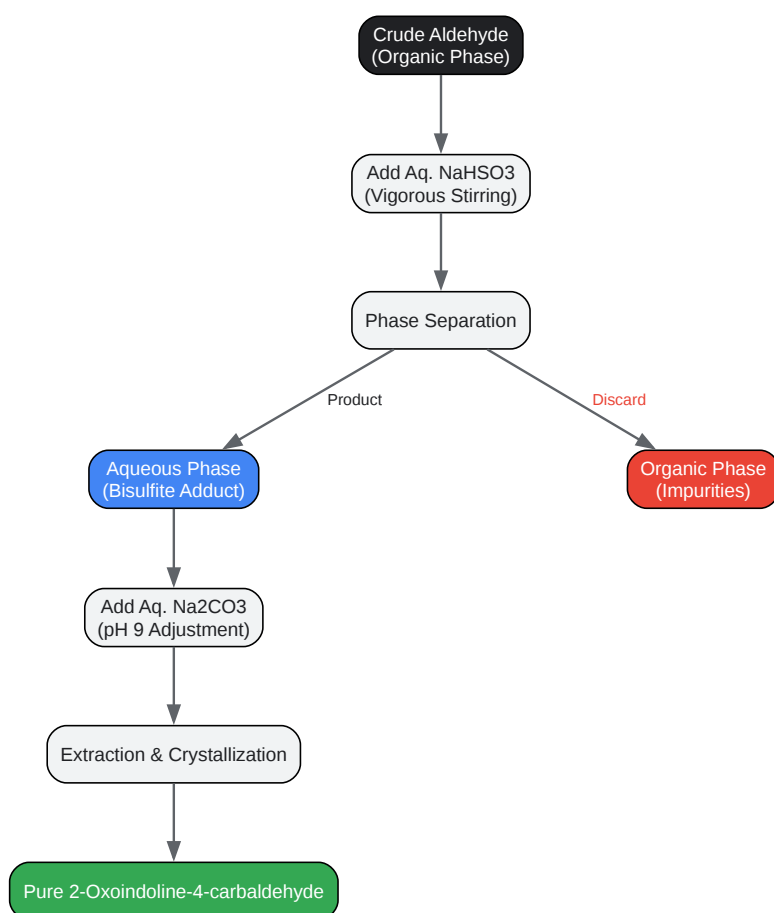 Crude Aldehyde
(Organic Phase)
Add Aq. NaHSO3
(Vigorous Stirring)
Phase Separation
Product
Discard
Aqueous Phase
(Bisulfite Adduct)
Organic Phase
(Impurities)
Add Aq. Na2CO3
(pH 9 Adjustment)
Extraction & Crystallization
Pure 2-Oxoindoline-4-carbaldehyde